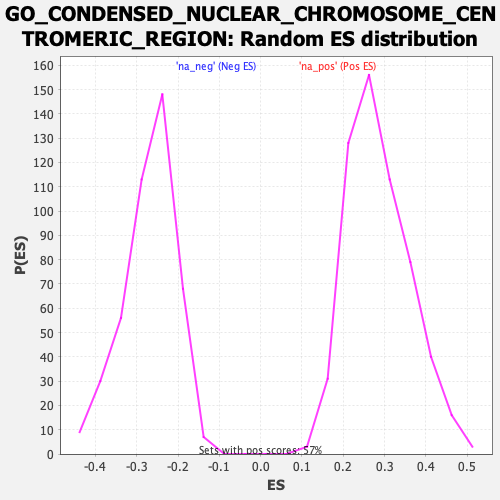 GO_CONDENSED_NUCLEAR_CHROMOSOME_CEN
TROMERIC_REGION: Random ES distribution
'na_neg' (Neg ES)
'na_pos' (Pos ES)
160
150
140
130
120
110
100
90
80
70
60
50
40
30
20
10
0
P(ES)
Sets with pos scores: 57%
-0.4 -0.3 -0.2 -0.1 0.0 0.1 0.2 0.3 0.4 0.5
ES